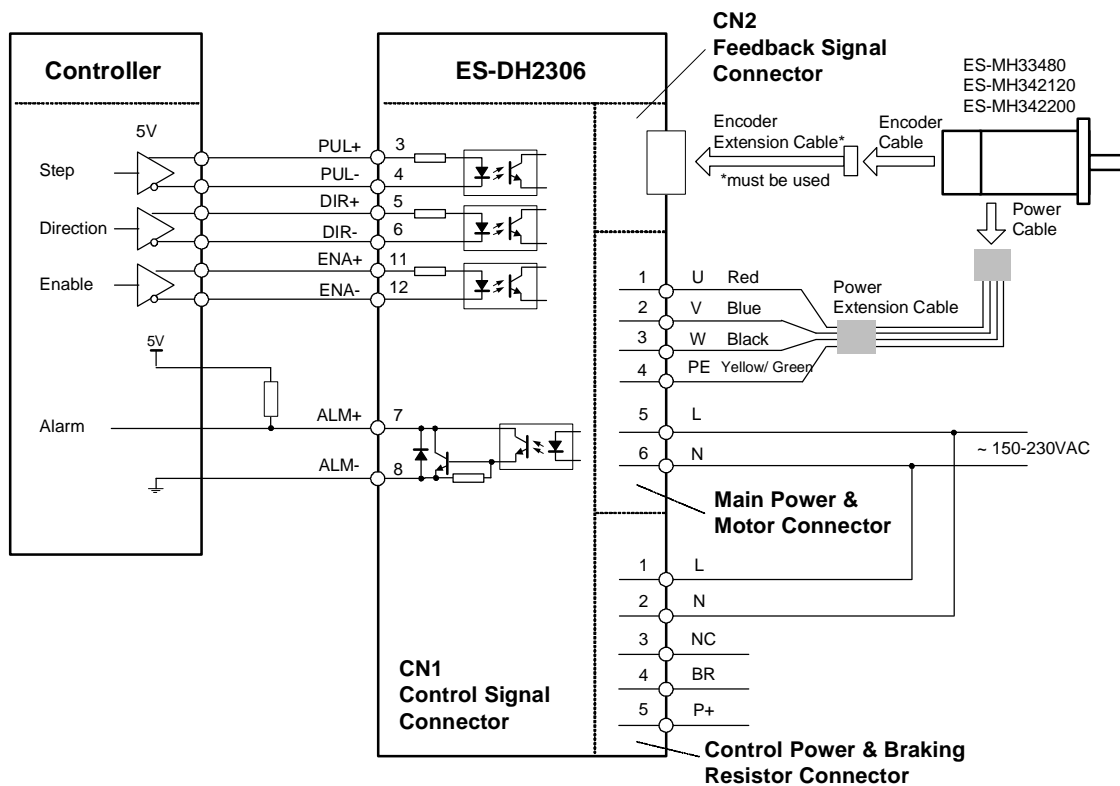 CN2
Feedback Signal
Connector
Controller
ES-DH2306
ES-MH33480
ES-MH342120
ES-MH342200
5V
Encoder
Extension Cable*
*must be used
Encoder
Cable
Step
PUL+
3
PUL-
4
Direction
DIR+
5
DIR-
6
Power
Cable
Enable
ENA+
11
ENA-
12
1 U Red
2 V Blue
3 W Black
4 PE Yellow/ Green
Power
Extension Cable
5V
Alarm
ALM+
7
ALM-
8
5 L
6 N
~ 150-230VAC
Main Power &
Motor Connector
1 L
2 N
3 NC
4 BR
5 P+
CN1
Control Signal
Connector
Control Power & Braking
Resistor Connector